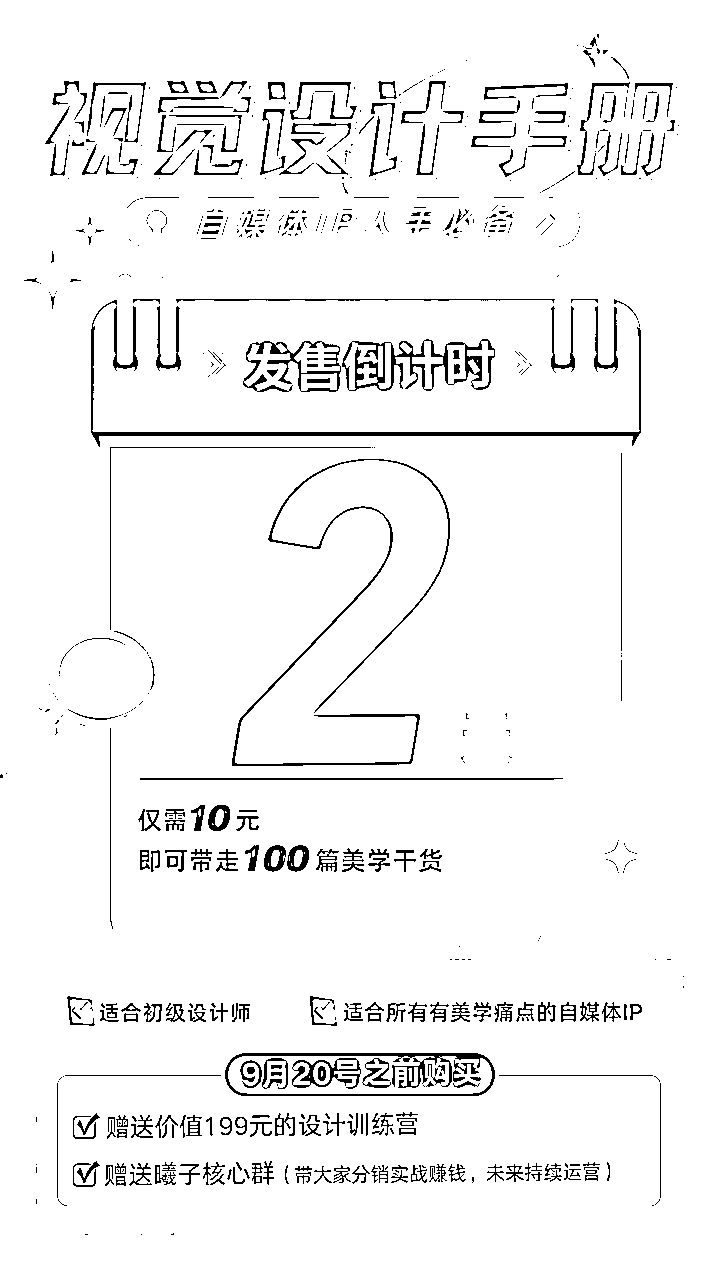 视觉设计手册
自媒体IP人手必备
发售倒计时
2
仅需10元
即可带走100篇美学干货
适合初级设计师
适合所有有美学痛点的自媒体IP
9月20号之前购买
赠送价值199元的设计训练营
赠送曦子核心群（带大家分销实战赚钱，未来持续运营）